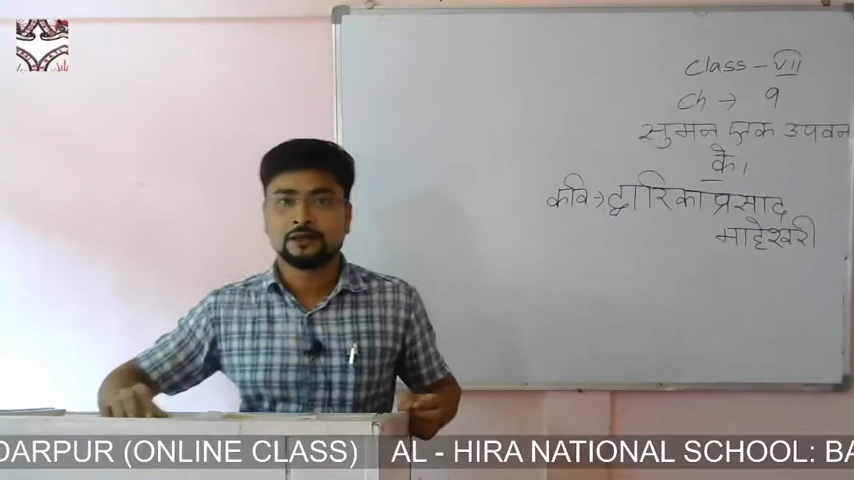 Class - VII
Ch → 9
सुमन एक उपवन
के।
कवि → द्वारिका प्रसाद
माहेश्वरी
DARPUR (ONLINE CLASS) AL - HIRA NATIONAL SCHOOL: BA